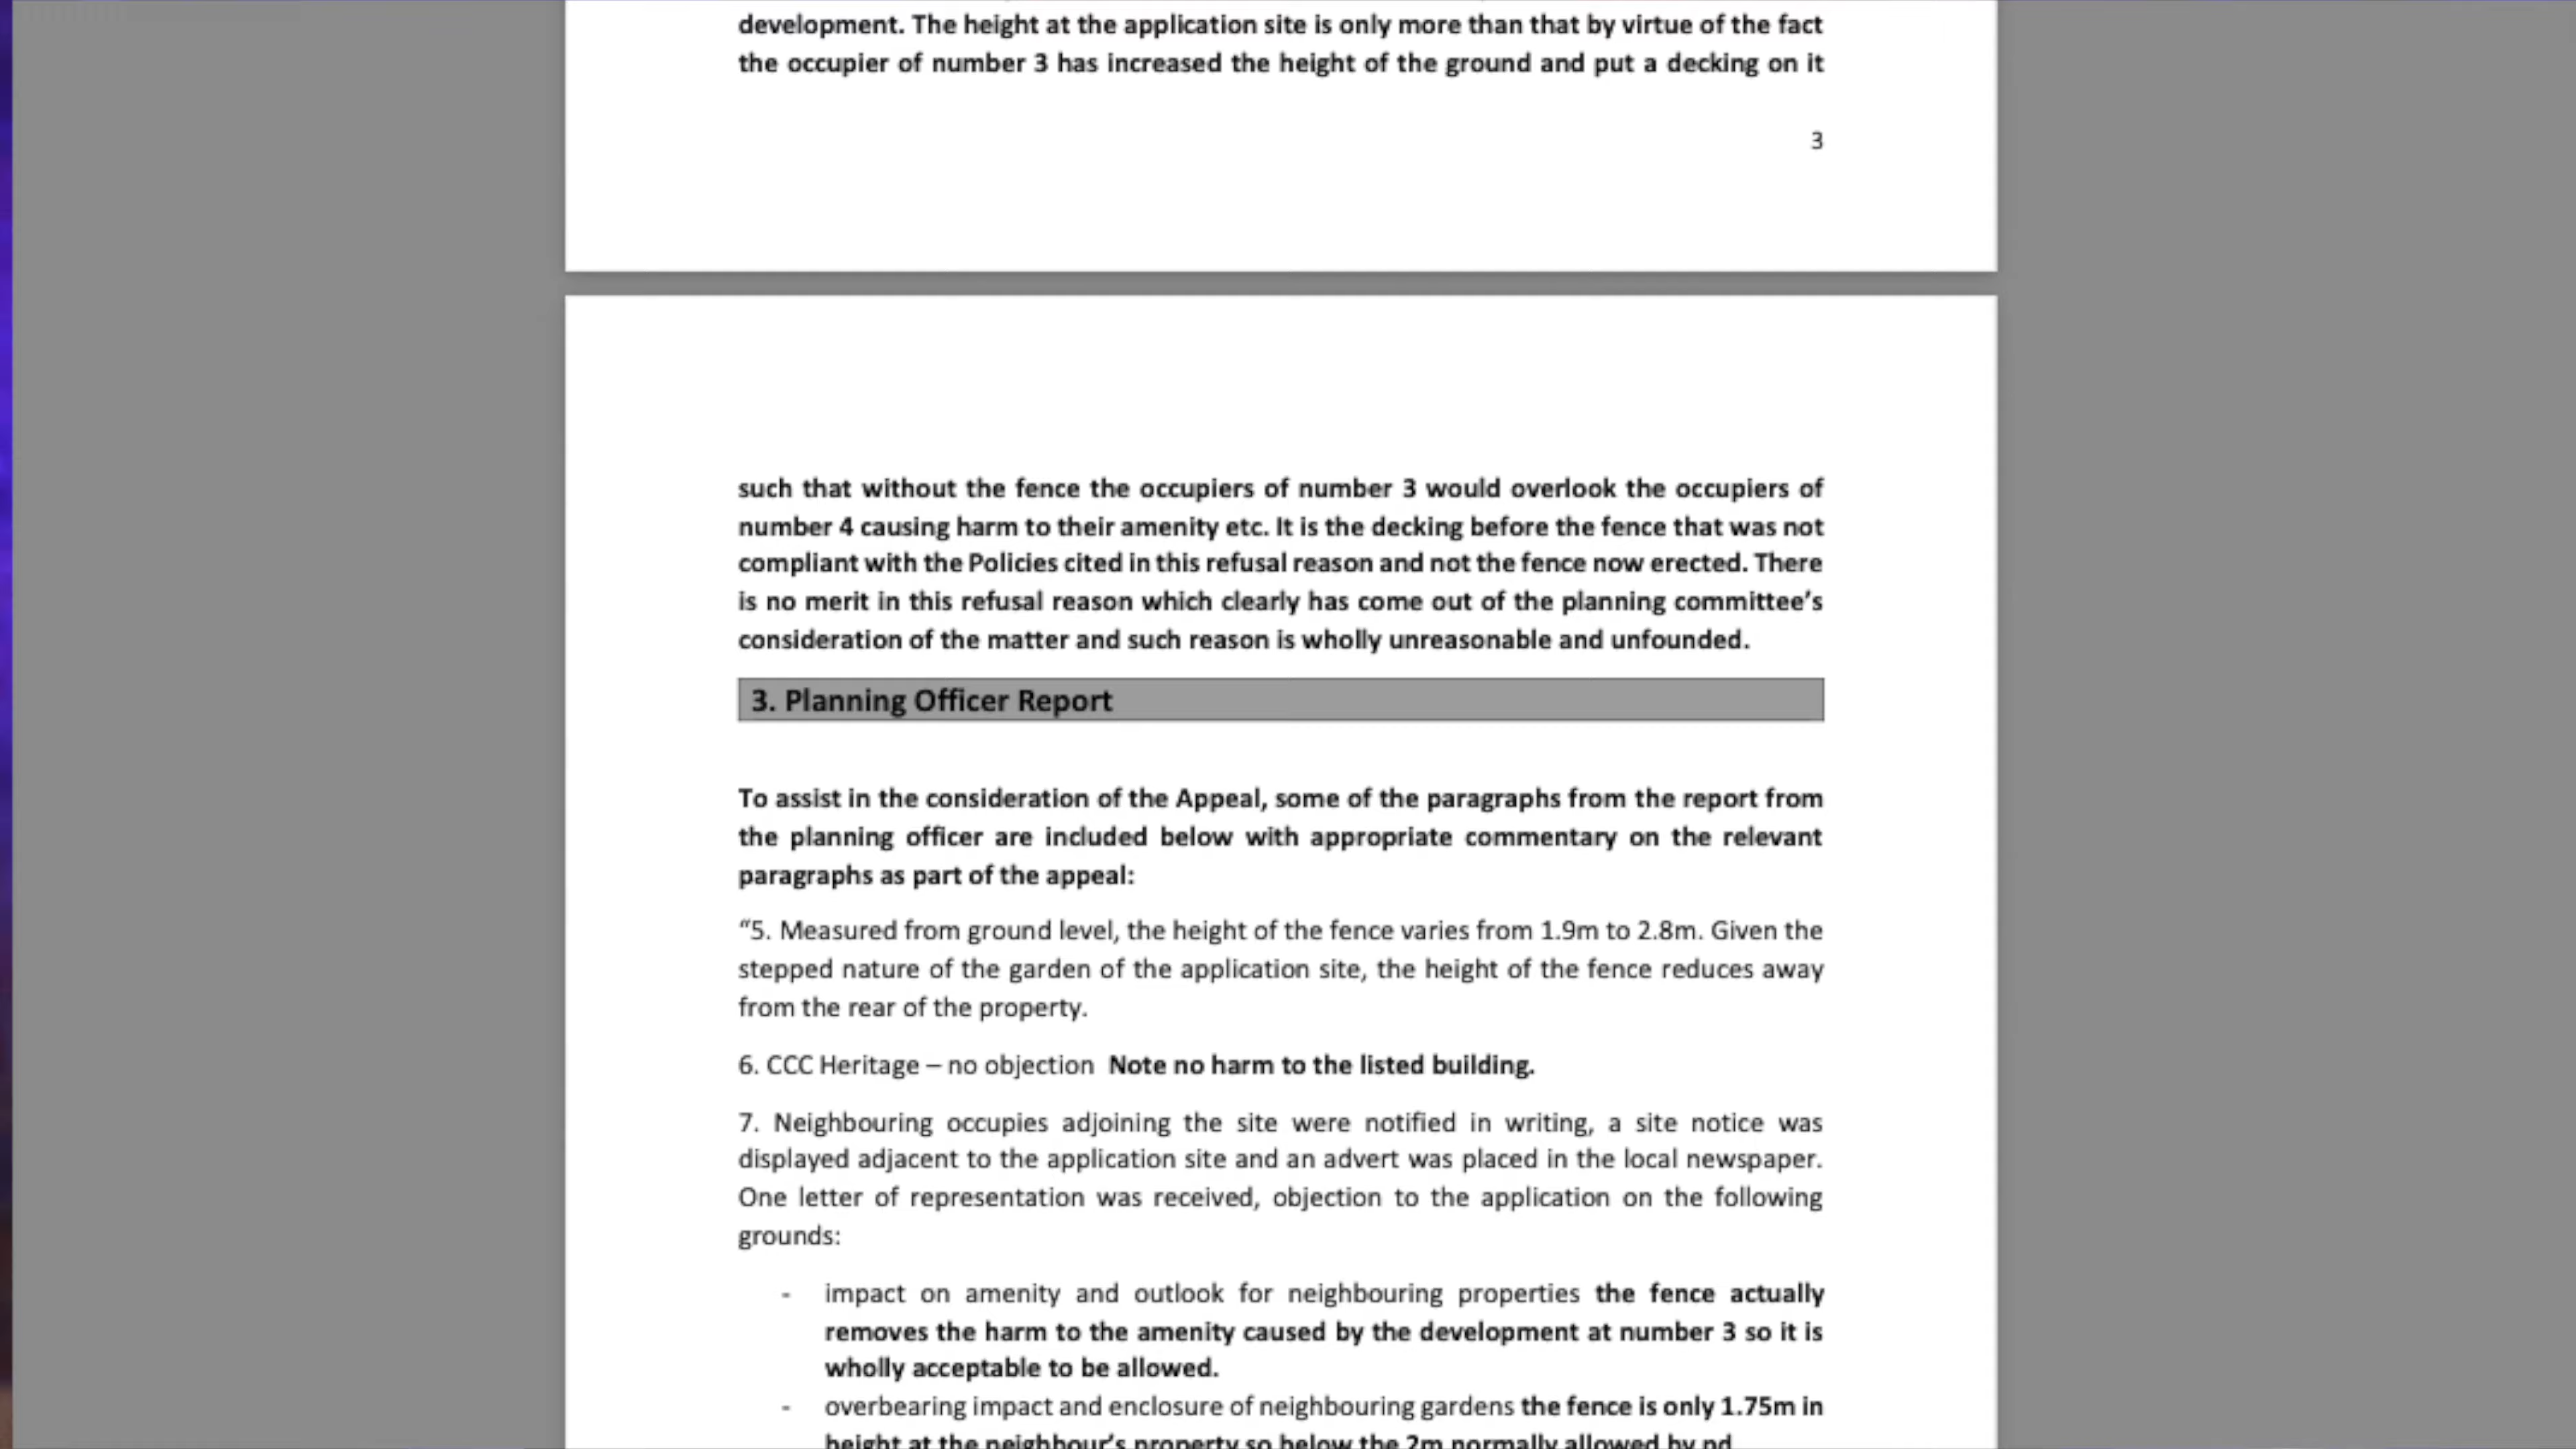 development. The height at the application site is only more than that by virtue of the fact
the occupier of number 3 has increased the height of the ground and put a decking on it
3
such that without the fence the occupiers of number 3 would overlook the occupiers of
number 4 causing harm to their amenity etc. It is the decking before the fence that was not
compliant with the Policies cited in this refusal reason and not the fence now erected. There
is no merit in this refusal reason which clearly has come out of the planning committee’s
consideration of the matter and such reason is wholly unreasonable and unfounded.
3. Planning Officer Report
To assist in the consideration of the Appeal, some of the paragraphs from the report from
the planning officer are included below with appropriate commentary on the relevant
paragraphs as part of the appeal:
“5. Measured from ground level, the height of the fence varies from 1.9m to 2.8m. Given the
stepped nature of the garden of the application site, the height of the fence reduces away
from the rear of the property.
6. CCC Heritage – no objection Note no harm to the listed building.
7. Neighbouring occupies adjoining the site were notified in writing, a site notice was
displayed adjacent to the application site and an advert was placed in the local newspaper.
One letter of representation was received, objection to the application on the following
grounds:
- impact on amenity and outlook for neighbouring properties the fence actually
removes the harm to the amenity caused by the development at number 3 so it is
wholly acceptable to be allowed.
- overbearing impact and enclosure of neighbouring gardens the fence is only 1.75m in
height at the neighbour’s property so below the 2m normally allowed by pd